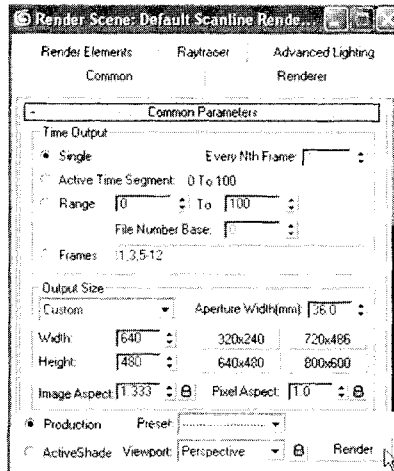 Render Scene: Default Scanline Rende...
Render Elements Raytracer Advanced Lighting
Common Renderer
- Common Parameters
Time Output
Single Every Nth Frame:
Active Time Segment: 0 To 100
Range 0 To 100
File Number Base: 0
Frames 1,3,5-12
Output Size
Custom Aperture Width(mm): 36.0
Width: 640 320x240 720x486
Height: 480 640x480 800x600
Image Aspect: 1.333 Pixel Aspect: 1.0
Production Preset: --------------------
ActiveShade Viewport: Perspective Render